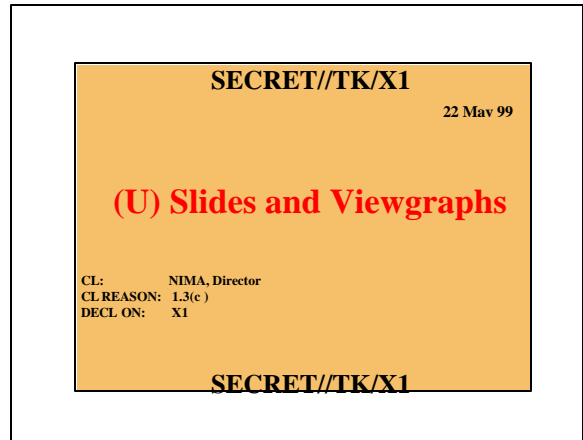 SECRET//TK/X1
22 May 99
(U) Slides and Viewgraphs
CL: NIMA, Director
CL REASON: 1.3(c )
DECL ON: X1
SECRET//TK/X1